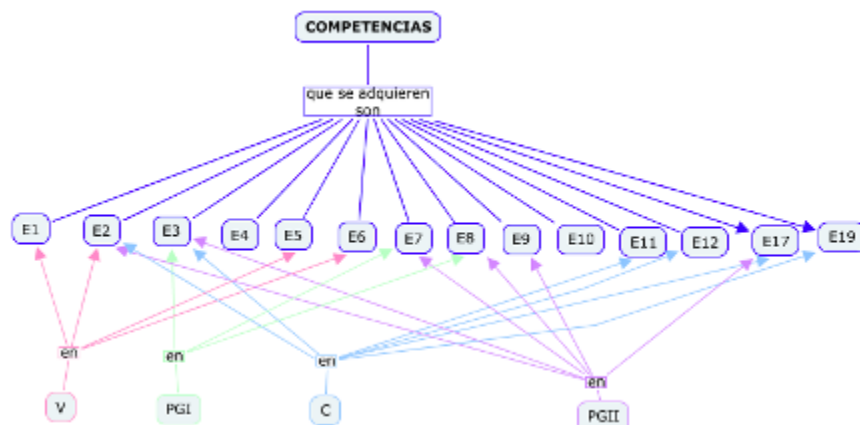 COMPETENCIAS
que se adquieren
son
E1
E2
E3
E4
E5
E6
E7
E8
E9
E10
E11
E12
E17
E19
en
en
en
en
V
PGI
C
PGII